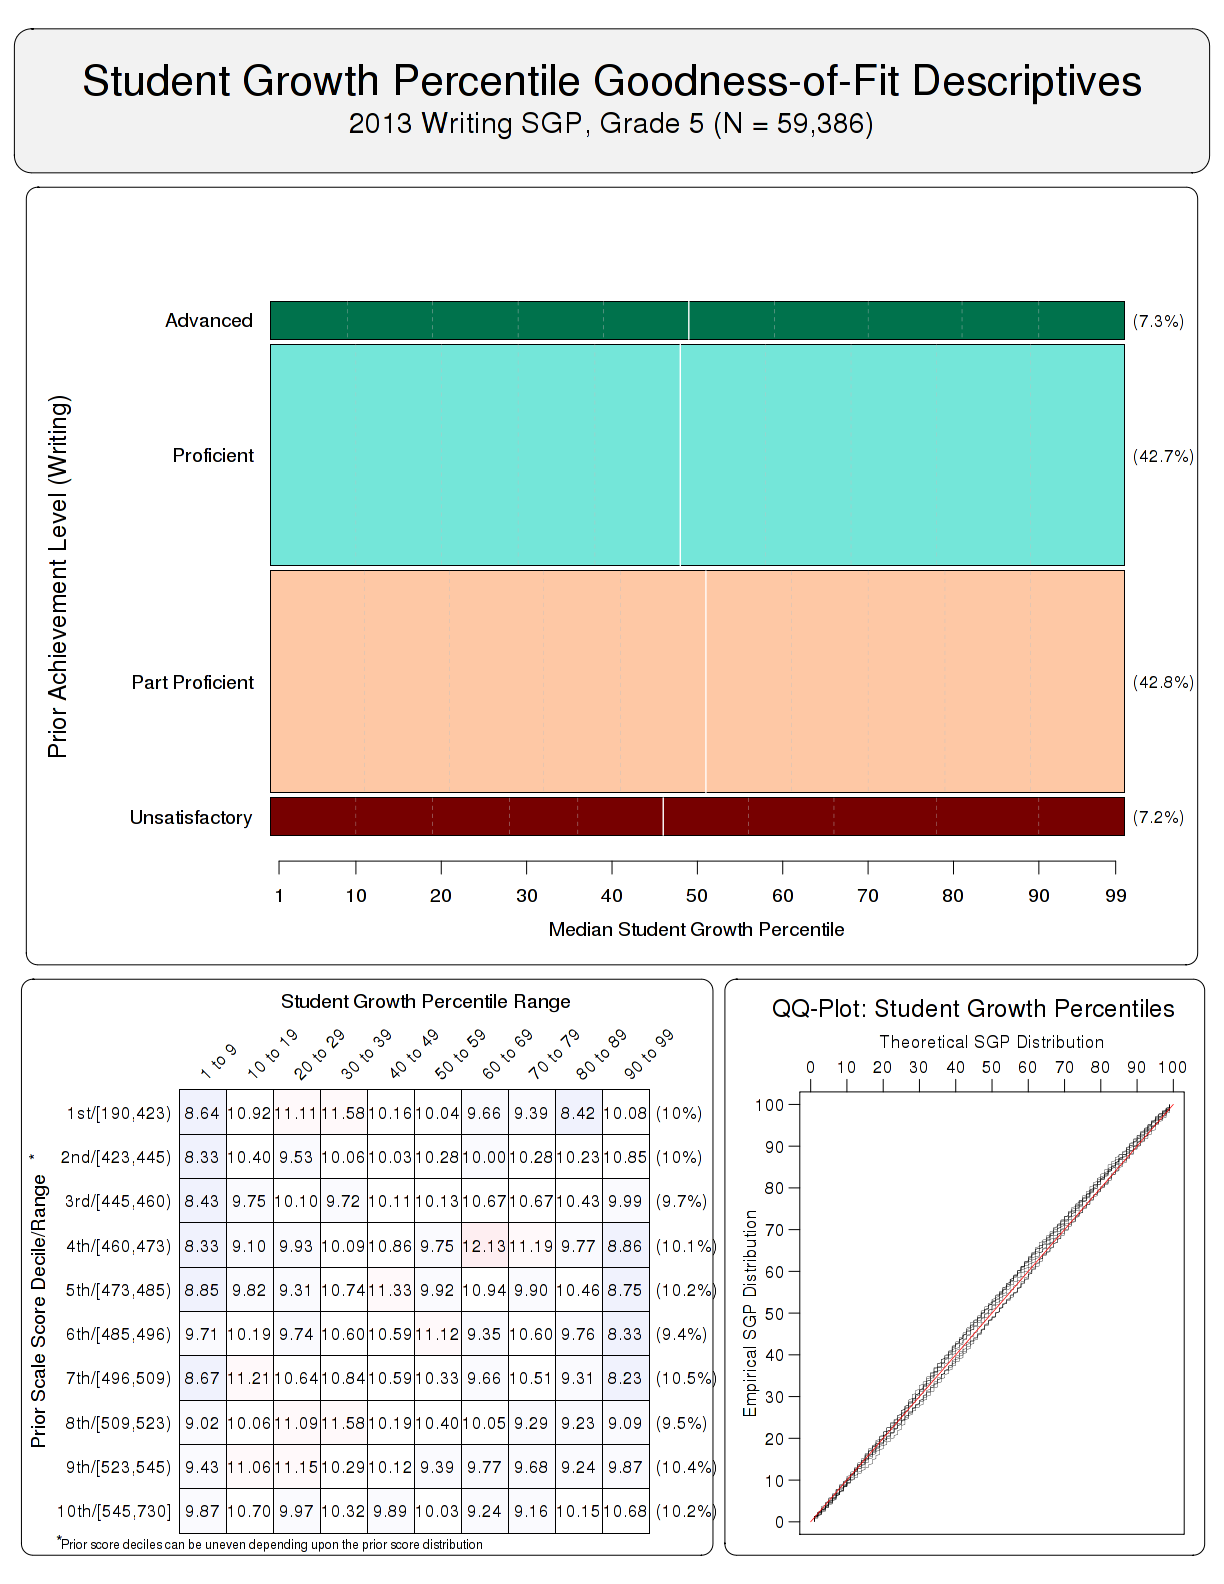 Student Growth Percentile Goodness-of-Fit Descriptives
2013 Writing SGP, Grade 5 (N = 59,386)
Prior Achievement Level (Writing)
Advanced (7.3%)
Proficient (42.7%)
Part Proficient (42.8%)
Unsatisfactory (7.2%)
1 10 20 30 40 50 60 70 80 90 99
Median Student Growth Percentile
Student Growth Percentile Range
1 to 9 10 to 19 20 to 29 30 to 39 40 to 49 50 to 59 60 to 69 70 to 79 80 to 89 90 to 99
Prior Scale Score Decile/Range *
1st/[190,423) 8.64 10.92 11.11 11.58 10.16 10.04 9.66 9.39 8.42 10.08 (10%)
2nd/[423,445) 8.33 10.40 9.53 10.06 10.03 10.28 10.00 10.28 10.23 10.85 (10%)
3rd/[445,460) 8.43 9.75 10.10 9.72 10.11 10.13 10.67 10.67 10.43 9.99 (9.7%)
4th/[460,473) 8.33 9.10 9.93 10.09 10.86 9.75 12.13 11.19 9.77 8.86 (10.1%)
5th/[473,485) 8.85 9.82 9.31 10.74 11.33 9.92 10.94 9.90 10.46 8.75 (10.2%)
6th/[485,496) 9.71 10.19 9.74 10.60 10.59 11.12 9.35 10.60 9.76 8.33 (9.4%)
7th/[496,509) 8.67 11.21 10.64 10.84 10.59 10.33 9.66 10.51 9.31 8.23 (10.5%)
8th/[509,523) 9.02 10.06 11.09 11.58 10.19 10.40 10.05 9.29 9.23 9.09 (9.5%)
9th/[523,545) 9.43 11.06 11.15 10.29 10.12 9.39 9.77 9.68 9.24 9.87 (10.4%)
10th/[545,730] 9.87 10.70 9.97 10.32 9.89 10.03 9.24 9.16 10.15 10.68 (10.2%)
*Prior score deciles can be uneven depending upon the prior score distribution
QQ-Plot: Student Growth Percentiles
Theoretical SGP Distribution
0 10 20 30 40 50 60 70 80 90 100
Empirical SGP Distribution
100
90
80
70
60
50
40
30
20
10
0